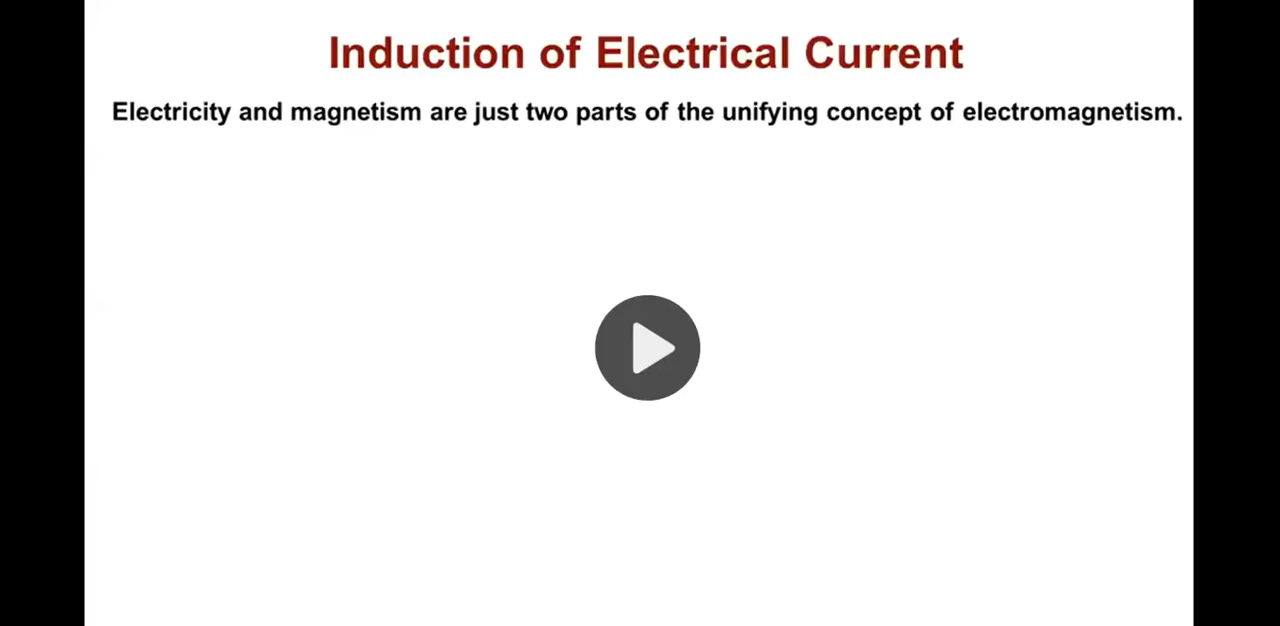 Induction of Electrical Current
Electricity and magnetism are just two parts of the unifying concept of electromagnetism.